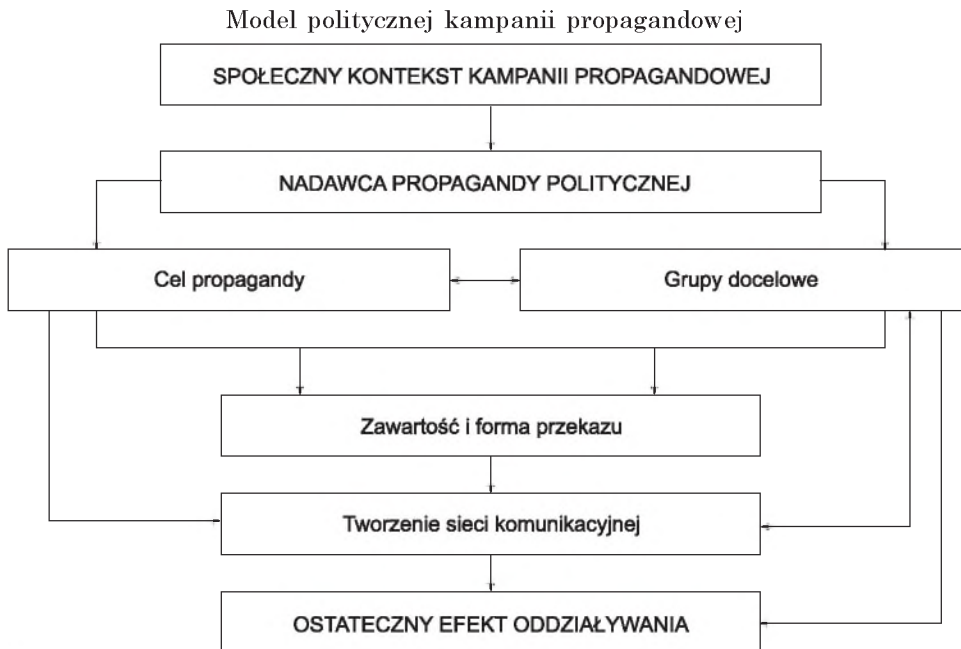 Model politycznej kampanii propagandowej
SPOŁECZNY KONTEKST KAMPANII PROPAGANDOWEJ
NADAWCA PROPAGANDY POLITYCZNEJ
Cel propagandy
Grupy docelowe
Zawartość i forma przekazu
Tworzenie sieci komunikacyjnej
OSTATECZNY EFEKT ODDZIAŁYWANIA